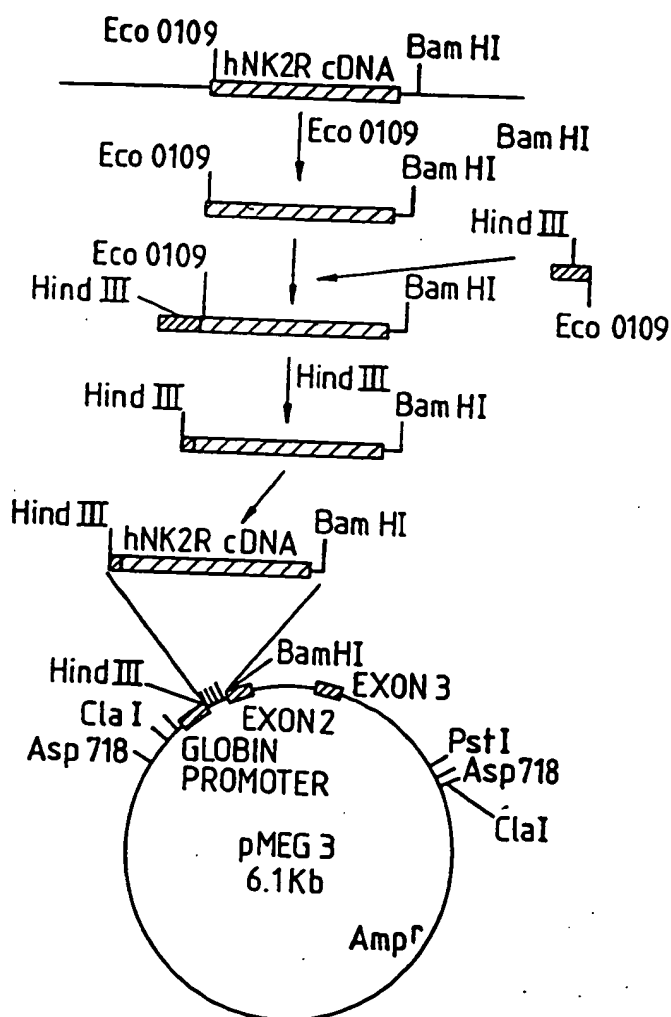 Eco 0109
hNK2R cDNA
Bam HI
Eco 0109
Bam HI
Eco 0109
Bam HI
Hind III
Eco 0109
Hind III
Bam HI
Eco 0109
Hind III
Hind III
Bam HI
Hind III
hNK2R cDNA
Bam HI
Hind III
BamHI
Cla I
EXON 2
EXON 3
Asp 718
GLOBIN
PROMOTER
PstI
Asp718
ClaI
pMEG 3
6.1Kb
Ampr